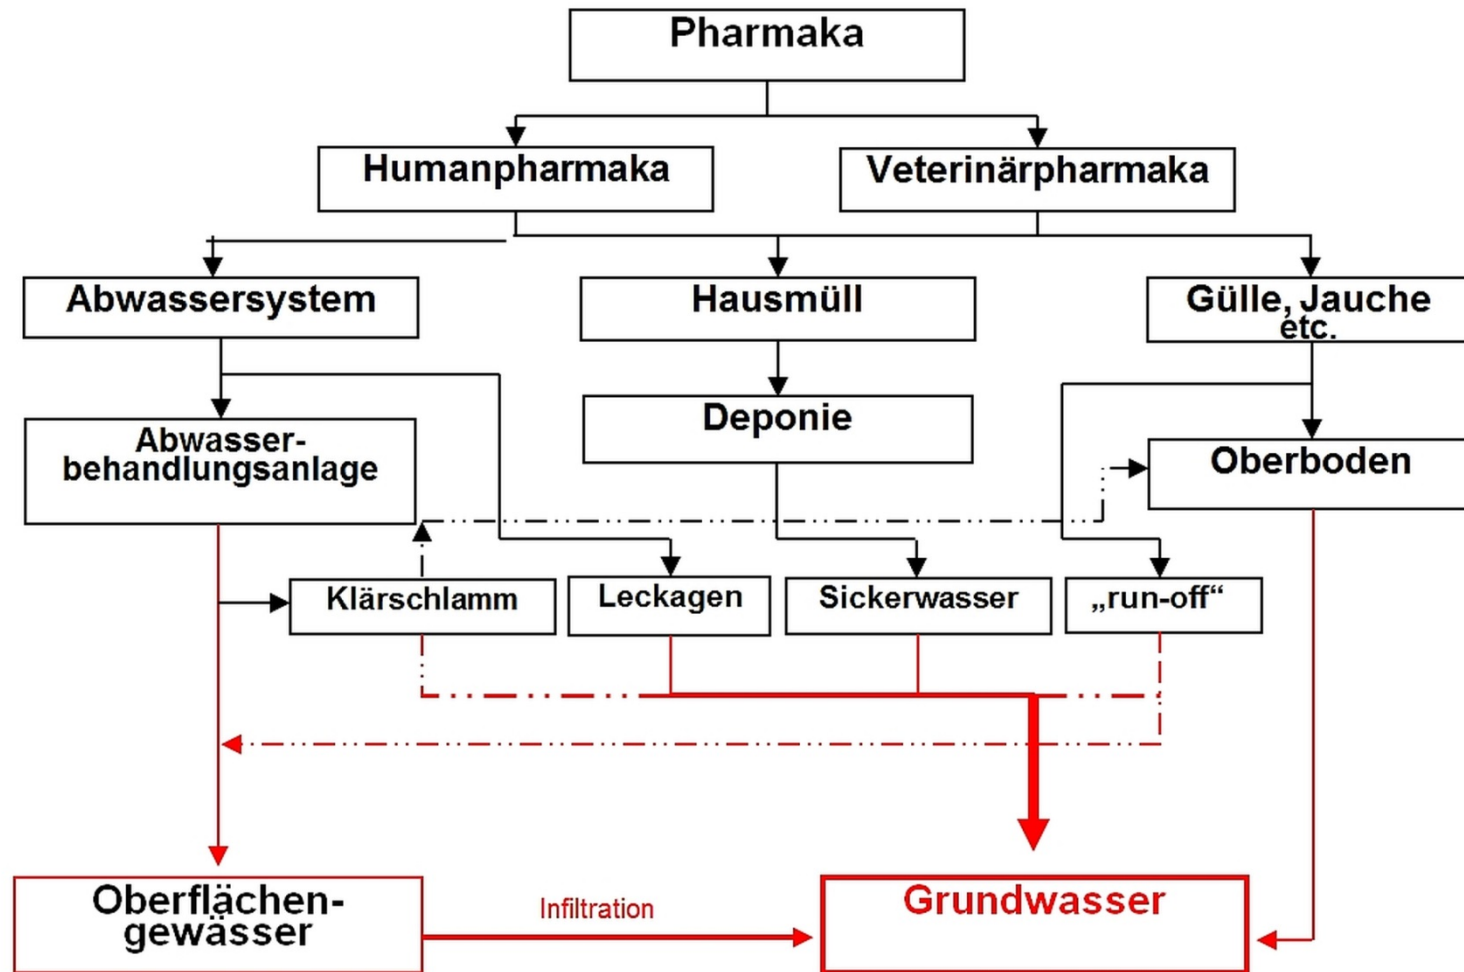 Pharmaka
Humanpharmaka
Veterinärpharmaka
Abwassersystem
Hausmüll
Gülle, Jauche
etc.
Abwasser-
behandlungsanlage
Deponie
Oberboden
Klärschlamm
Leckagen
Sickerwasser
„run-off“
Oberflächen-
gewässer
Infiltration
Grundwasser